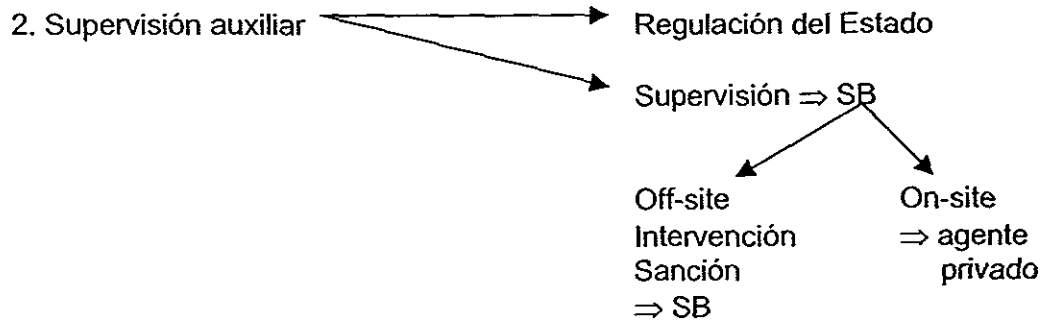 2. Supervisión auxiliar
Regulación del Estado
Supervisión ⇒ SB
Off-site
Intervención
Sanción
⇒ SB
On-site
⇒ agente
privado